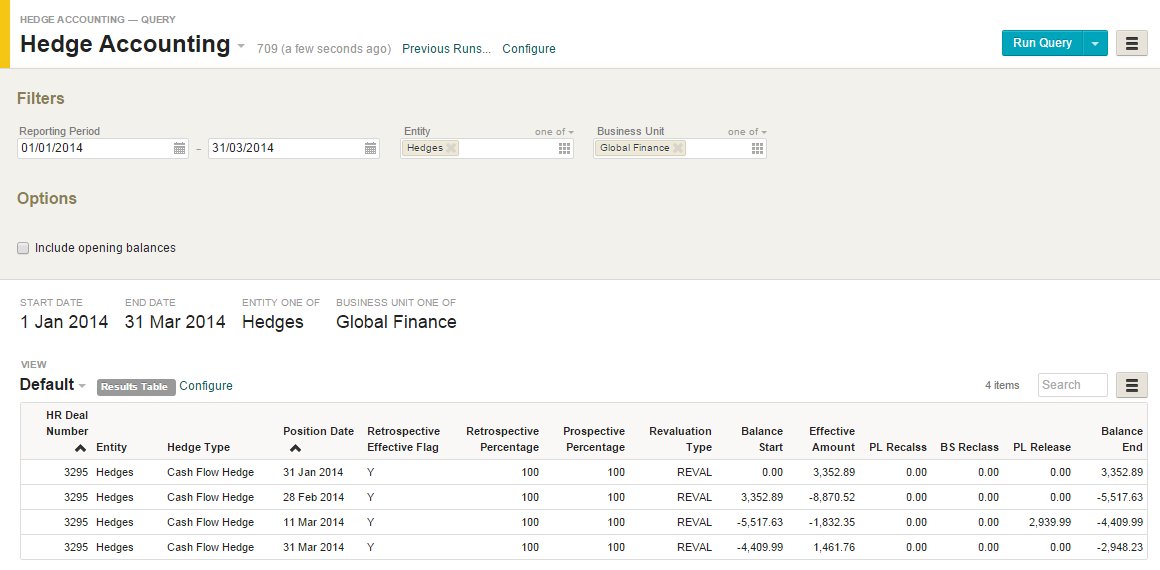 HEDGE ACCOUNTING — QUERY
Hedge Accounting 709 (a few seconds ago) Previous Runs... Configure Run Query
Filters
Reporting Period Entity one of Business Unit one of
01/01/2014 – 31/03/2014 Hedges Global Finance
Options
Include opening balances
START DATE END DATE ENTITY ONE OF BUSINESS UNIT ONE OF
1 Jan 2014 31 Mar 2014 Hedges Global Finance
VIEW
Default Results Table Configure 4 items Search
HR Deal
Number Position Date Retrospective Retrospective Prospective Revaluation Balance Effective Balance
Entity Hedge Type Effective Flag Percentage Percentage Type Start Amount PL Recalss BS Reclass PL Release End
3295 Hedges Cash Flow Hedge 31 Jan 2014 Y 100 100 REVAL 0.00 3,352.89 0.00 0.00 0.00 3,352.89
3295 Hedges Cash Flow Hedge 28 Feb 2014 Y 100 100 REVAL 3,352.89 -8,870.52 0.00 0.00 0.00 -5,517.63
3295 Hedges Cash Flow Hedge 11 Mar 2014 Y 100 100 REVAL -5,517.63 -1,832.35 0.00 0.00 2,939.99 -4,409.99
3295 Hedges Cash Flow Hedge 31 Mar 2014 Y 100 100 REVAL -4,409.99 1,461.76 0.00 0.00 0.00 -2,948.23